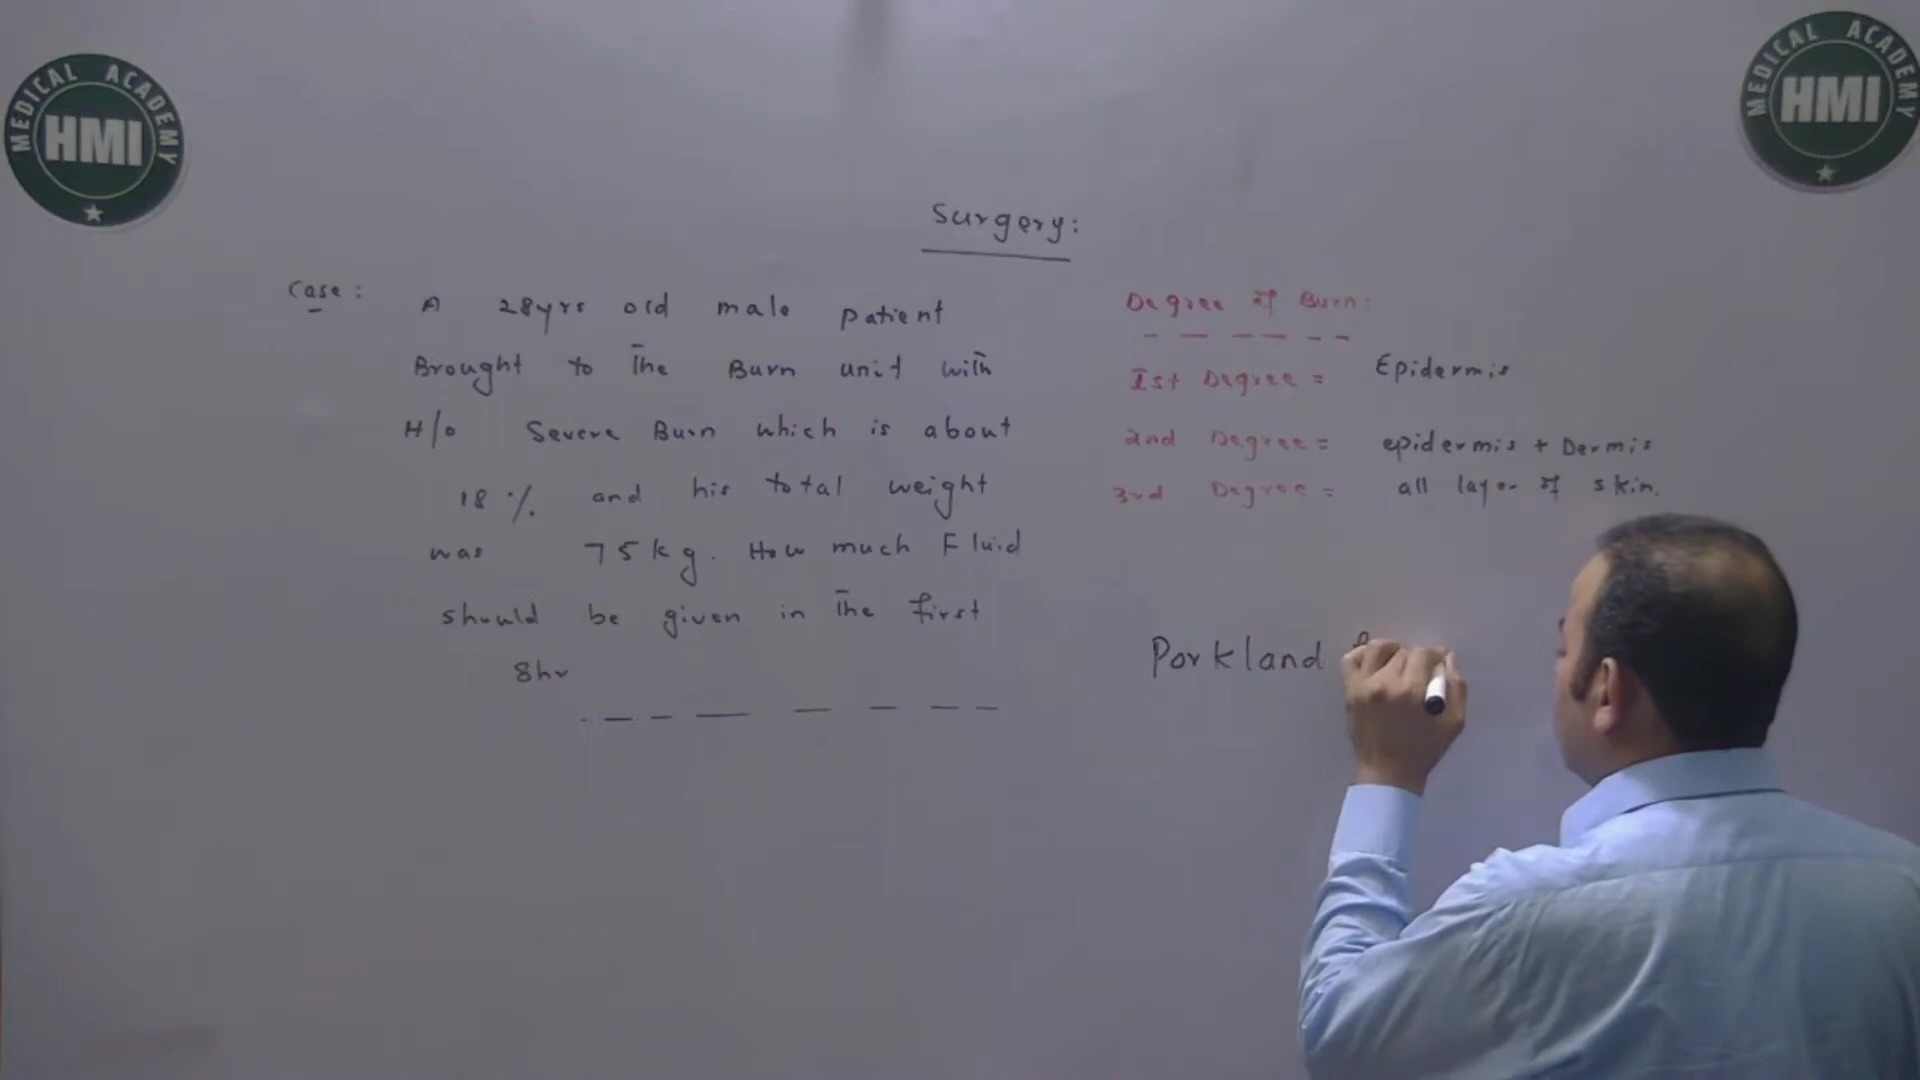 MEDICAL ACADEMY
HMI
MEDICAL ACADEMY
HMI
Surgery:
Case: A 28yrs old male patient
Brought to The Burn unit with
H/o Severe Burn which is about
18 % and his total weight
was 75kg. How much Fluid
should be given in The first
8hr
Degree of Burn:
Ist Degree = Epidermis
2nd Degree = epidermis + Dermis
3rd Degree = all layer of skin.
Porkland